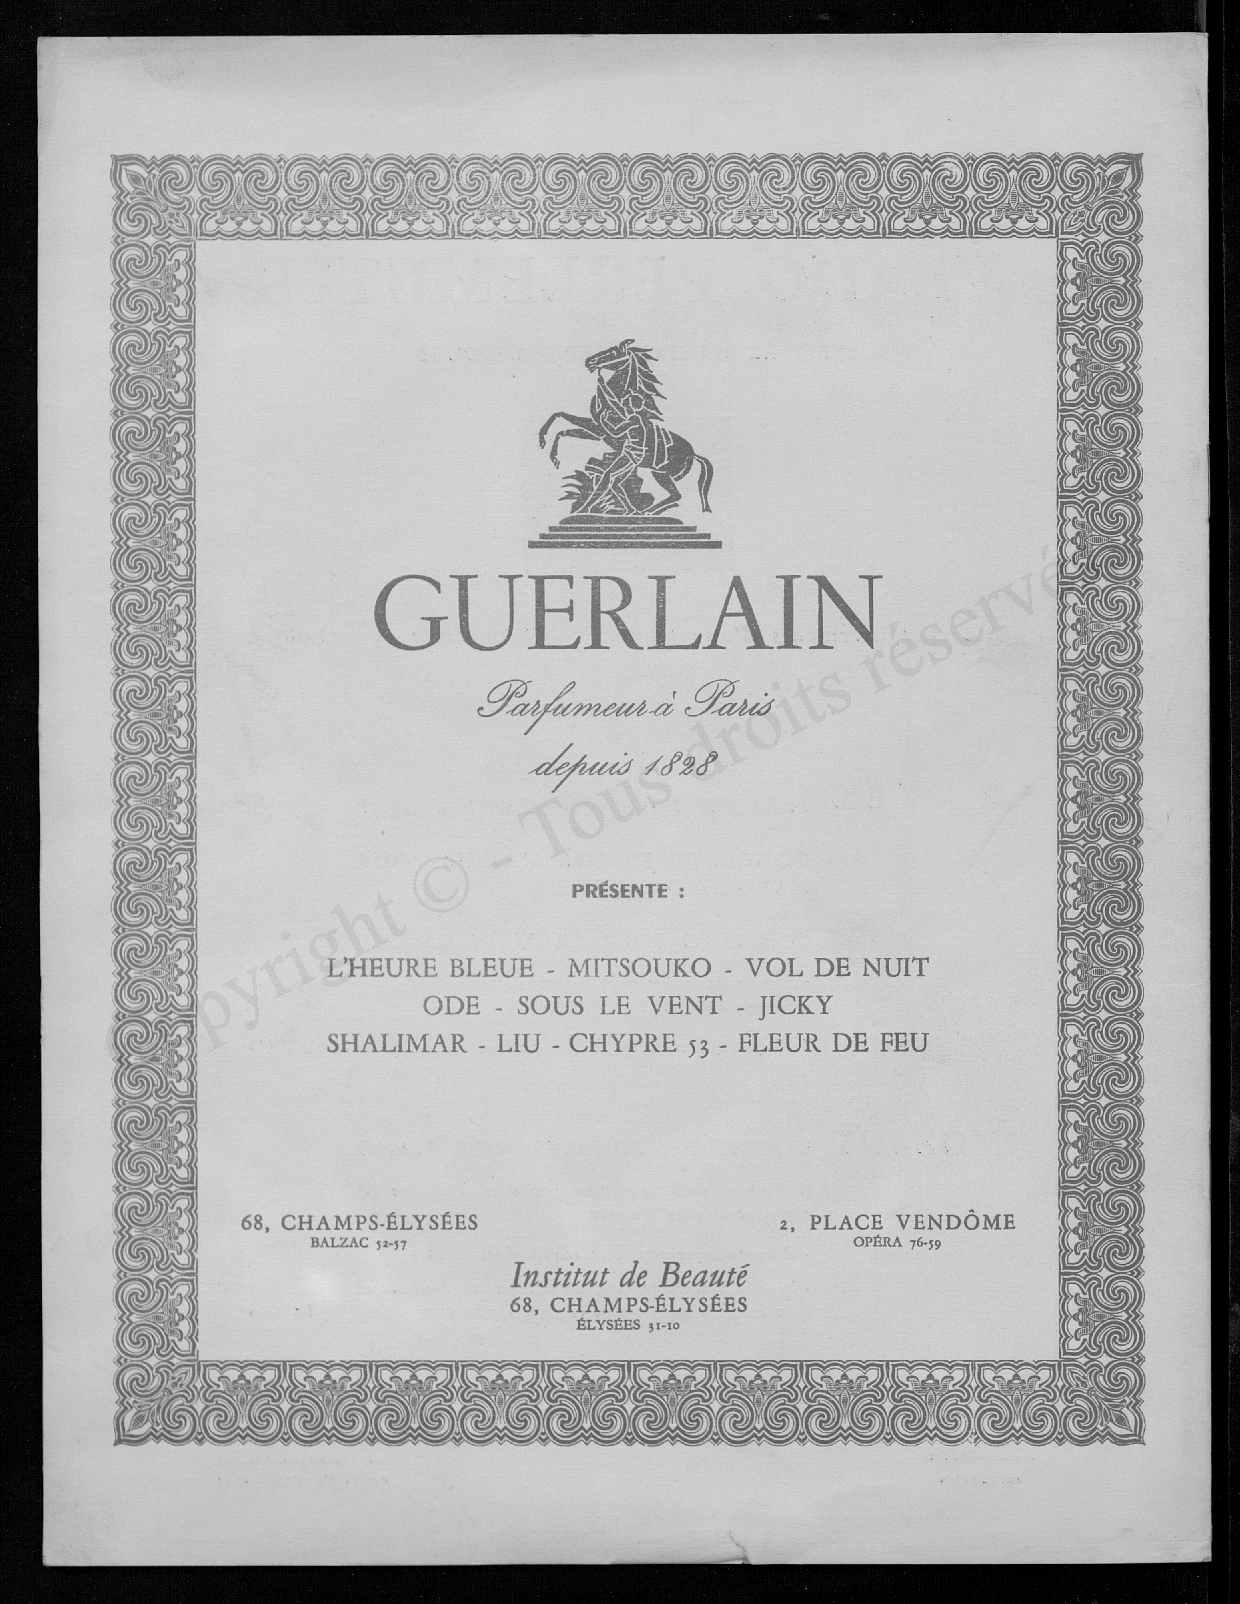 GUERLAIN
Parfumeur à Paris
depuis 1828
PRÉSENTE :
L'HEURE BLEUE - MITSOUKO - VOL DE NUIT
ODE - SOUS LE VENT - JICKY
SHALIMAR - LIU - CHYPRE 53 - FLEUR DE FEU
68, CHAMPS-ÉLYSÉES
BALZAC 52-57
2, PLACE VENDÔME
OPÉRA 76-59
Institut de Beauté
68, CHAMPS-ÉLYSÉES
ÉLYSÉES 31-10
Copyright © - Tous droits réservé